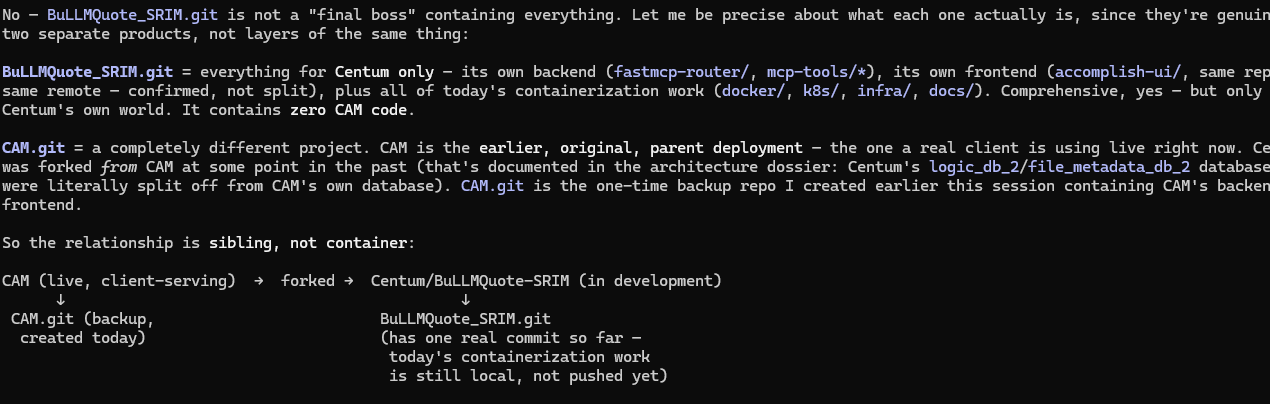 No — BuLLMQuote_SRIM.git is not a "final boss" containing everything. Let me be precise about what each one actually is, since they're
two separate products, not layers of the same thing:
BuLLMQuote_SRIM.git = everything for Centum only — its own backend (fastmcp-router/, mcp-tools/*), its own frontend (accomplish-ui/, same
same remote — confirmed, not split), plus all of today's containerization work (docker/, k8s/, infra/, docs/). Comprehensive, yes — but only
Centum's own world. It contains zero CAM code.
CAM.git = a completely different project. CAM is the earlier, original, parent deployment — the one a real client is using live right now.
was forked from CAM at some point in the past (that's documented in the architecture dossier: Centum's logic_db_2/file_metadata_db_2
were literally split off from CAM's own database). CAM.git is the one-time backup repo I created earlier this session containing CAM's
frontend.
So the relationship is sibling, not container:
CAM (live, client-serving) → forked → Centum/BuLLMQuote-SRIM (in development)
↓ ↓
CAM.git (backup, BuLLMQuote_SRIM.git
created today) (has one real commit so far —
today's containerization work
is still local, not pushed yet)